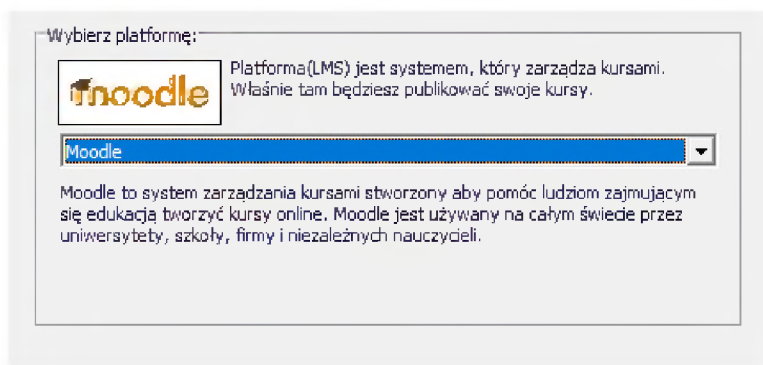 Wybierz platformę:
moodle
Platforma(LMS) jest systemem, który zarządza kursami.
Właśnie tam będziesz publikować swoje kursy.
Moodle
Moodle to system zarządzania kursami stworzony aby pomóc ludziom zajmującym
się edukacją tworzyć kursy online. Moodle jest używany na całym świecie przez
uniwersytety, szkoły, firmy i niezależnych nauczycieli.